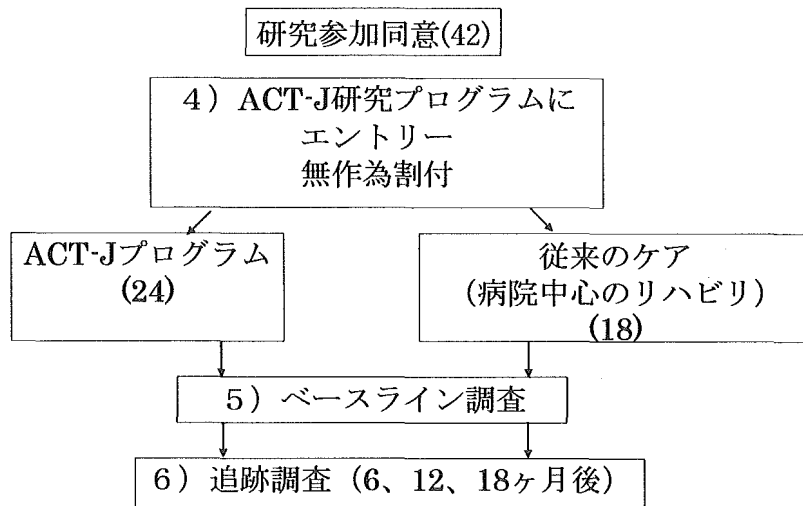 研究参加同意(42)
4）ACT-J研究プログラムに
エントリー
無作為割付
ACT-Jプログラム
(24)
従来のケア
(病院中心のリハビリ)
(18)
5）ベースライン調査
6）追跡調査（6、12、18ヶ月後）